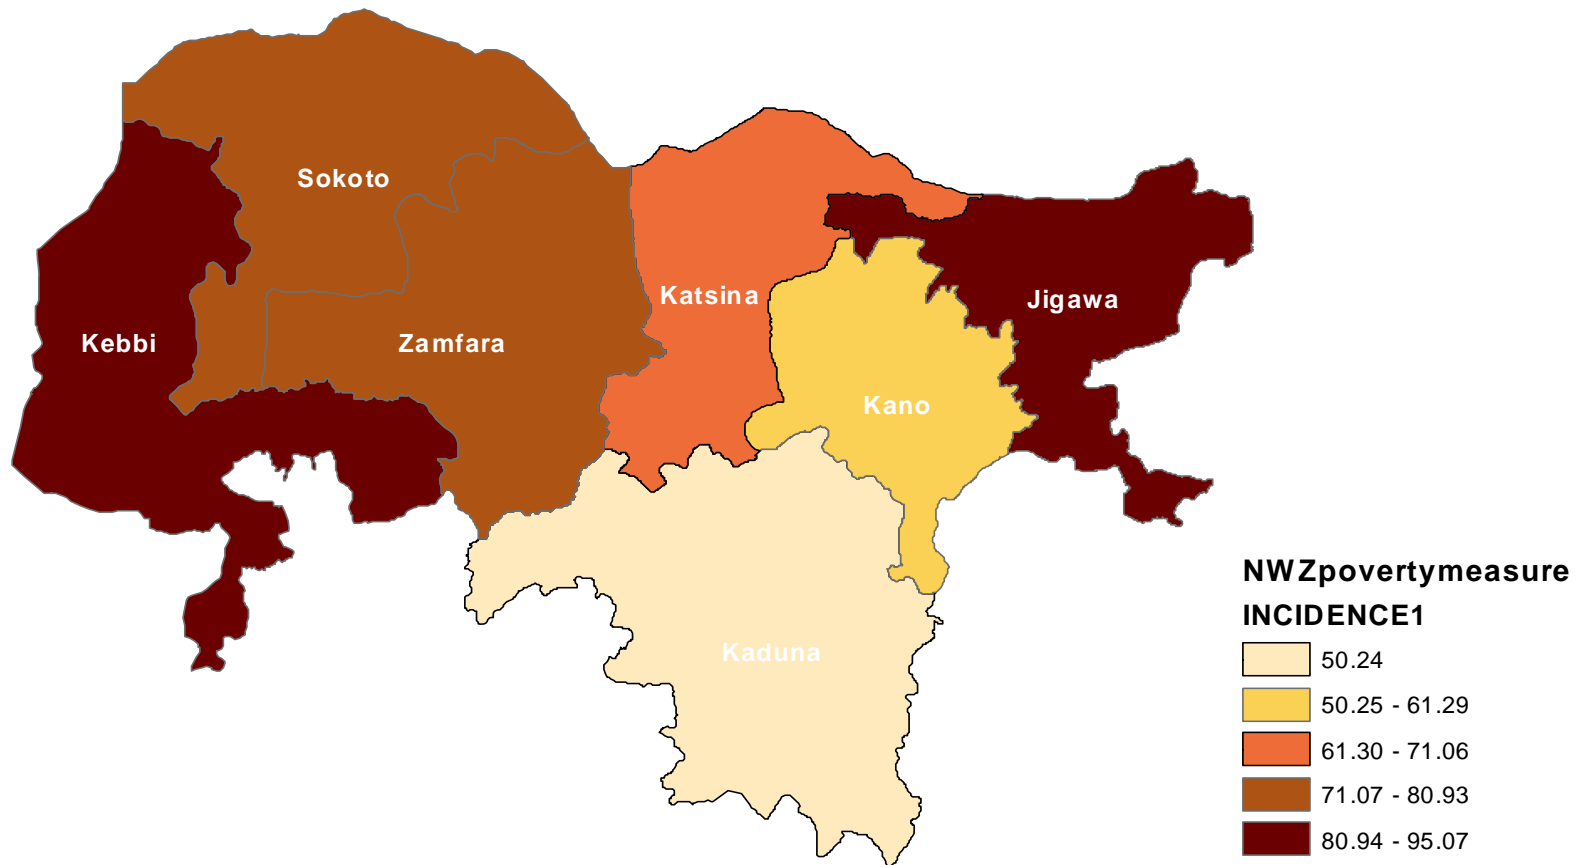 Sokoto
Katsina
Jigawa
Kebbi
Zamfara
Kano
Kaduna
NWZpovertymeasure
INCIDENCE1
50.24
50.25 - 61.29
61.30 - 71.06
71.07 - 80.93
80.94 - 95.07